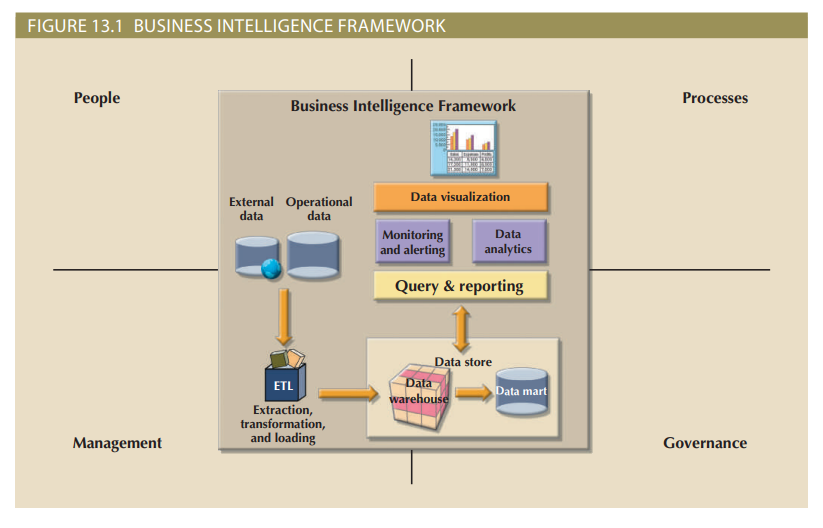 FIGURE 13.1 BUSINESS INTELLIGENCE FRAMEWORK
People
Processes
Business Intelligence Framework
Data visualization
External
data
Operational
data
Monitoring
and alerting
Data
analytics
Query & reporting
ETL
Extraction,
transformation,
and loading
Data store
Data
warehouse
Data mart
Management
Governance